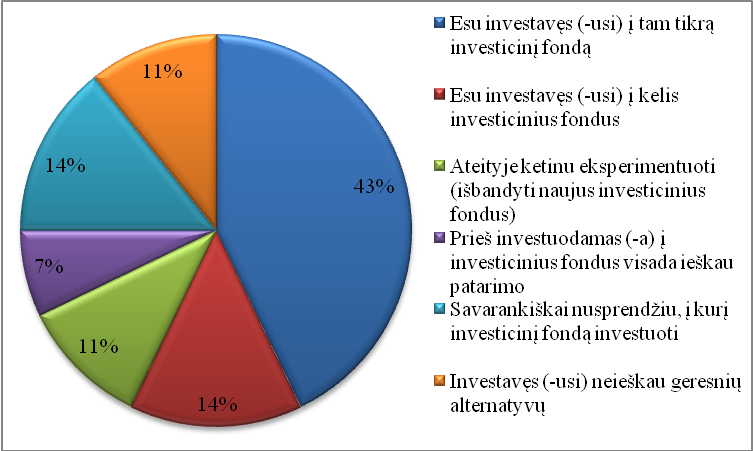 43%
14%
11%
7%
14%
11%
Esu investavęs (-usi) į tam tikrą
investicinį fondą
Esu investavęs (-usi) į kelis
investicinius fondus
Ateityje ketinu eksperimentuoti
(išbandyti naujus investicinius
fondus)
Prieš investuodamas (-a) į
investicinius fondus visada ieškau
patarimo
Savarankiškai nusprendžiu, į kurį
investicinį fondą investuoti
Investavęs (-usi) neieškau geresnių
alternatyvų